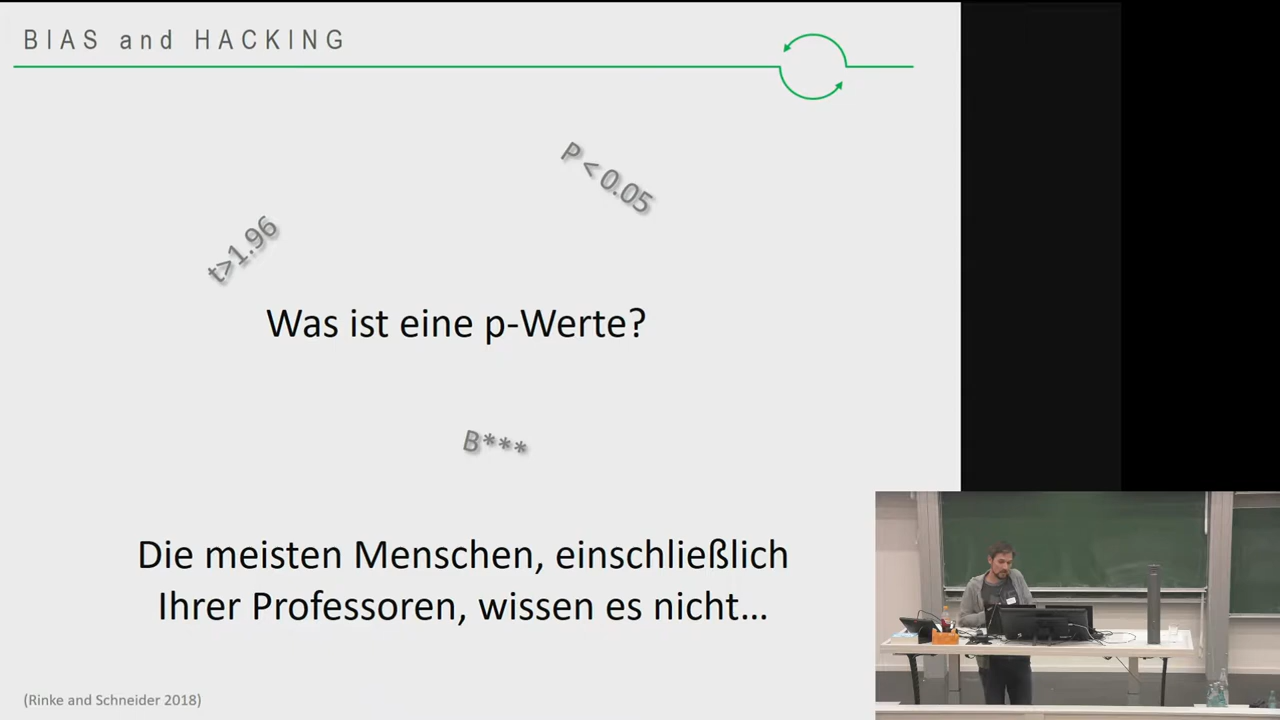 BIAS and HACKING
P < 0.05
t>1.96
Was ist eine p-Werte?
B***
Die meisten Menschen, einschließlich
Ihrer Professoren, wissen es nicht…
(Rinke and Schneider 2018)